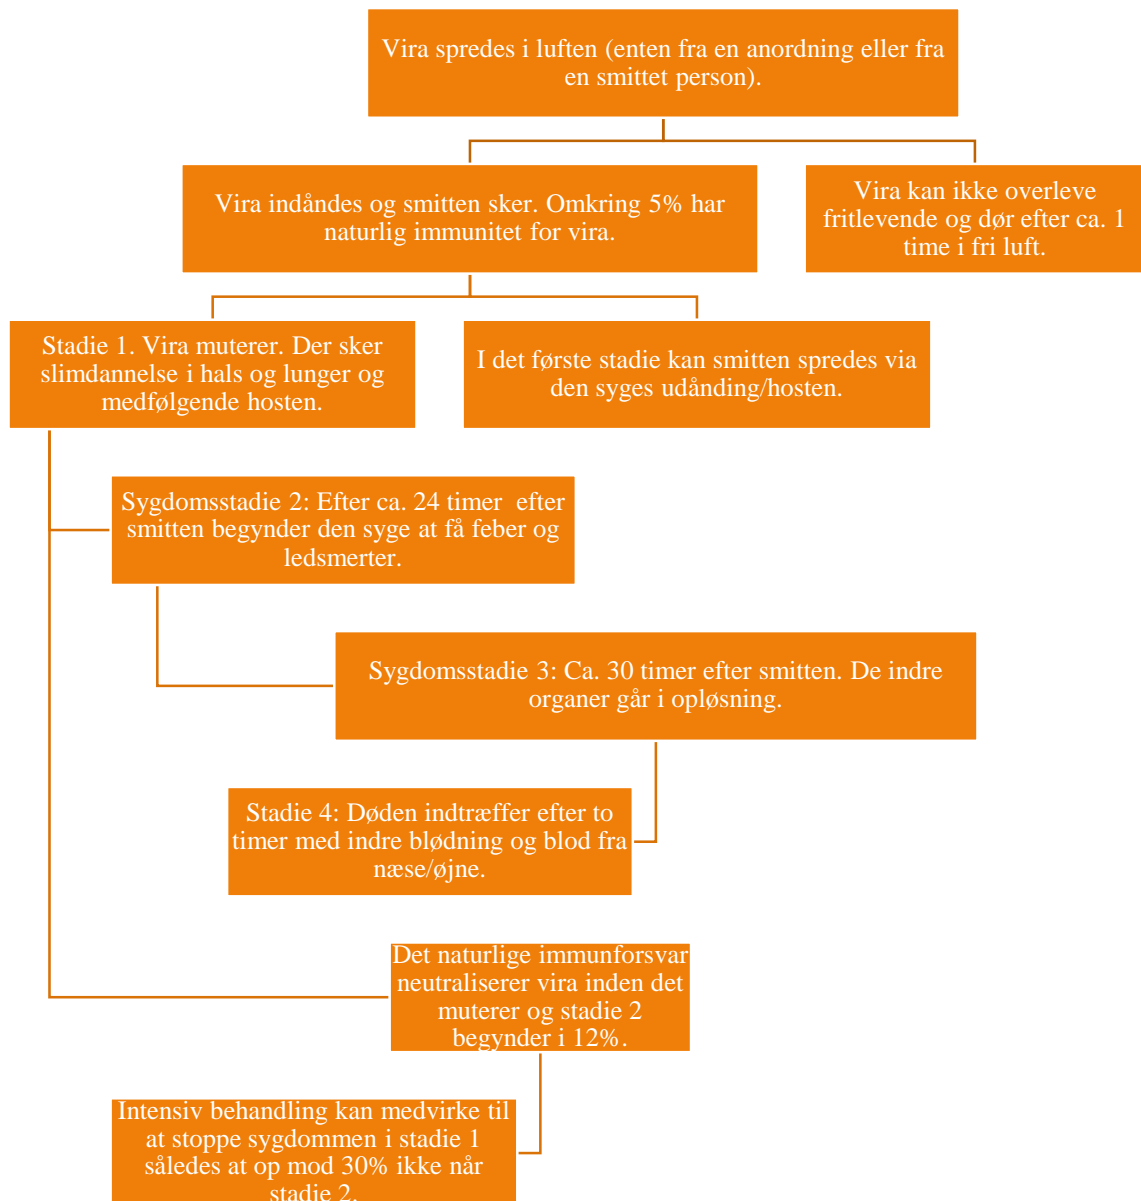 Vira spredes i luften (enten fra en anordning eller fra
en smittet person).
Vira indåndes og smitten sker. Omkring 5% har
naturlig immunitet for vira.
Vira kan ikke overleve
fritlevende og dør efter ca. 1
time i fri luft.
Stadie 1. Vira muterer. Der sker
slimdannelse i hals og lunger og
medfølgende hosten.
I det første stadie kan smitten spredes via
den syges udånding/hosten.
Sygdomsstadie 2: Efter ca. 24 timer  efter
smitten begynder den syge at få feber og
ledsmerter.
Sygdomsstadie 3: Ca. 30 timer efter smitten. De indre
organer går i opløsning.
Stadie 4: Døden indtræffer efter to
timer med indre blødning og blod fra
næse/øjne.
Det naturlige immunforsvar
neutraliserer vira inden det
muterer og stadie 2
begynder i 12%.
Intensiv behandling kan medvirke til
at stoppe sygdommen i stadie 1
således at op mod 30% ikke når
stadie 2.